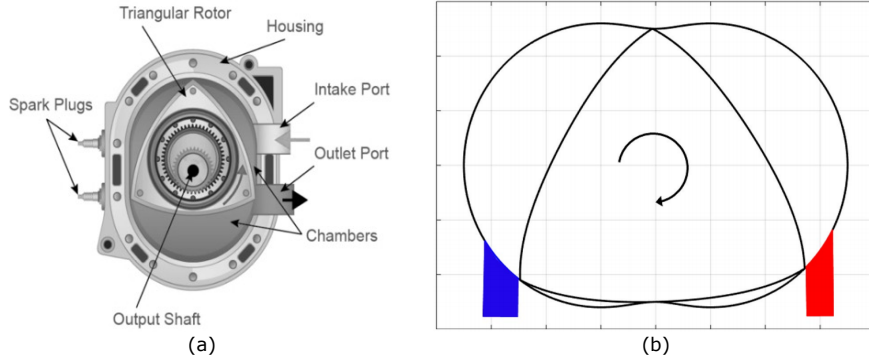 Triangular Rotor
Housing
Spark Plugs
Intake Port
Outlet Port
Chambers
Output Shaft
(a)
(b)